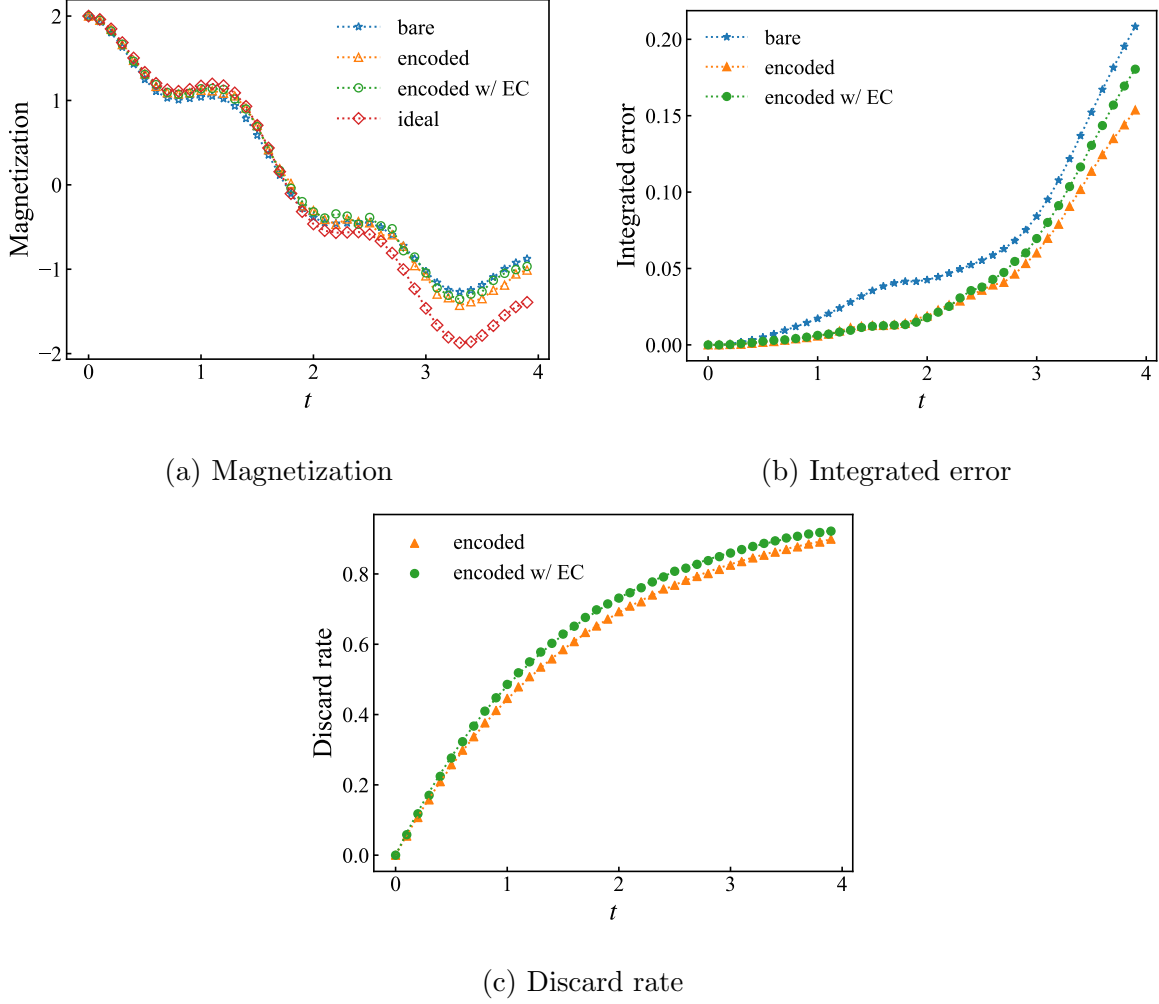 2
1
0
−1
−2
Magnetization
0
1
2
3
4
t
bare
encoded
encoded w/ EC
ideal
(a) Magnetization
0.20
0.15
0.10
0.05
0.00
Integrated error
0
1
2
3
4
t
bare
encoded
encoded w/ EC
(b) Integrated error
0.8
0.6
0.4
0.2
0.0
Discard rate
0
1
2
3
4
t
encoded
encoded w/ EC
(c) Discard rate